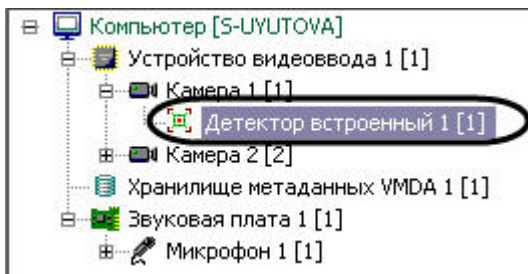 Компьютер [S-UYUTOVA]
Устройство видеоввода 1 [1]
Камера 1 [1]
Детектор встроенный 1 [1]
Камера 2 [2]
Хранилище метаданных VMDA 1 [1]
Звуковая плата 1 [1]
Микрофон 1 [1]